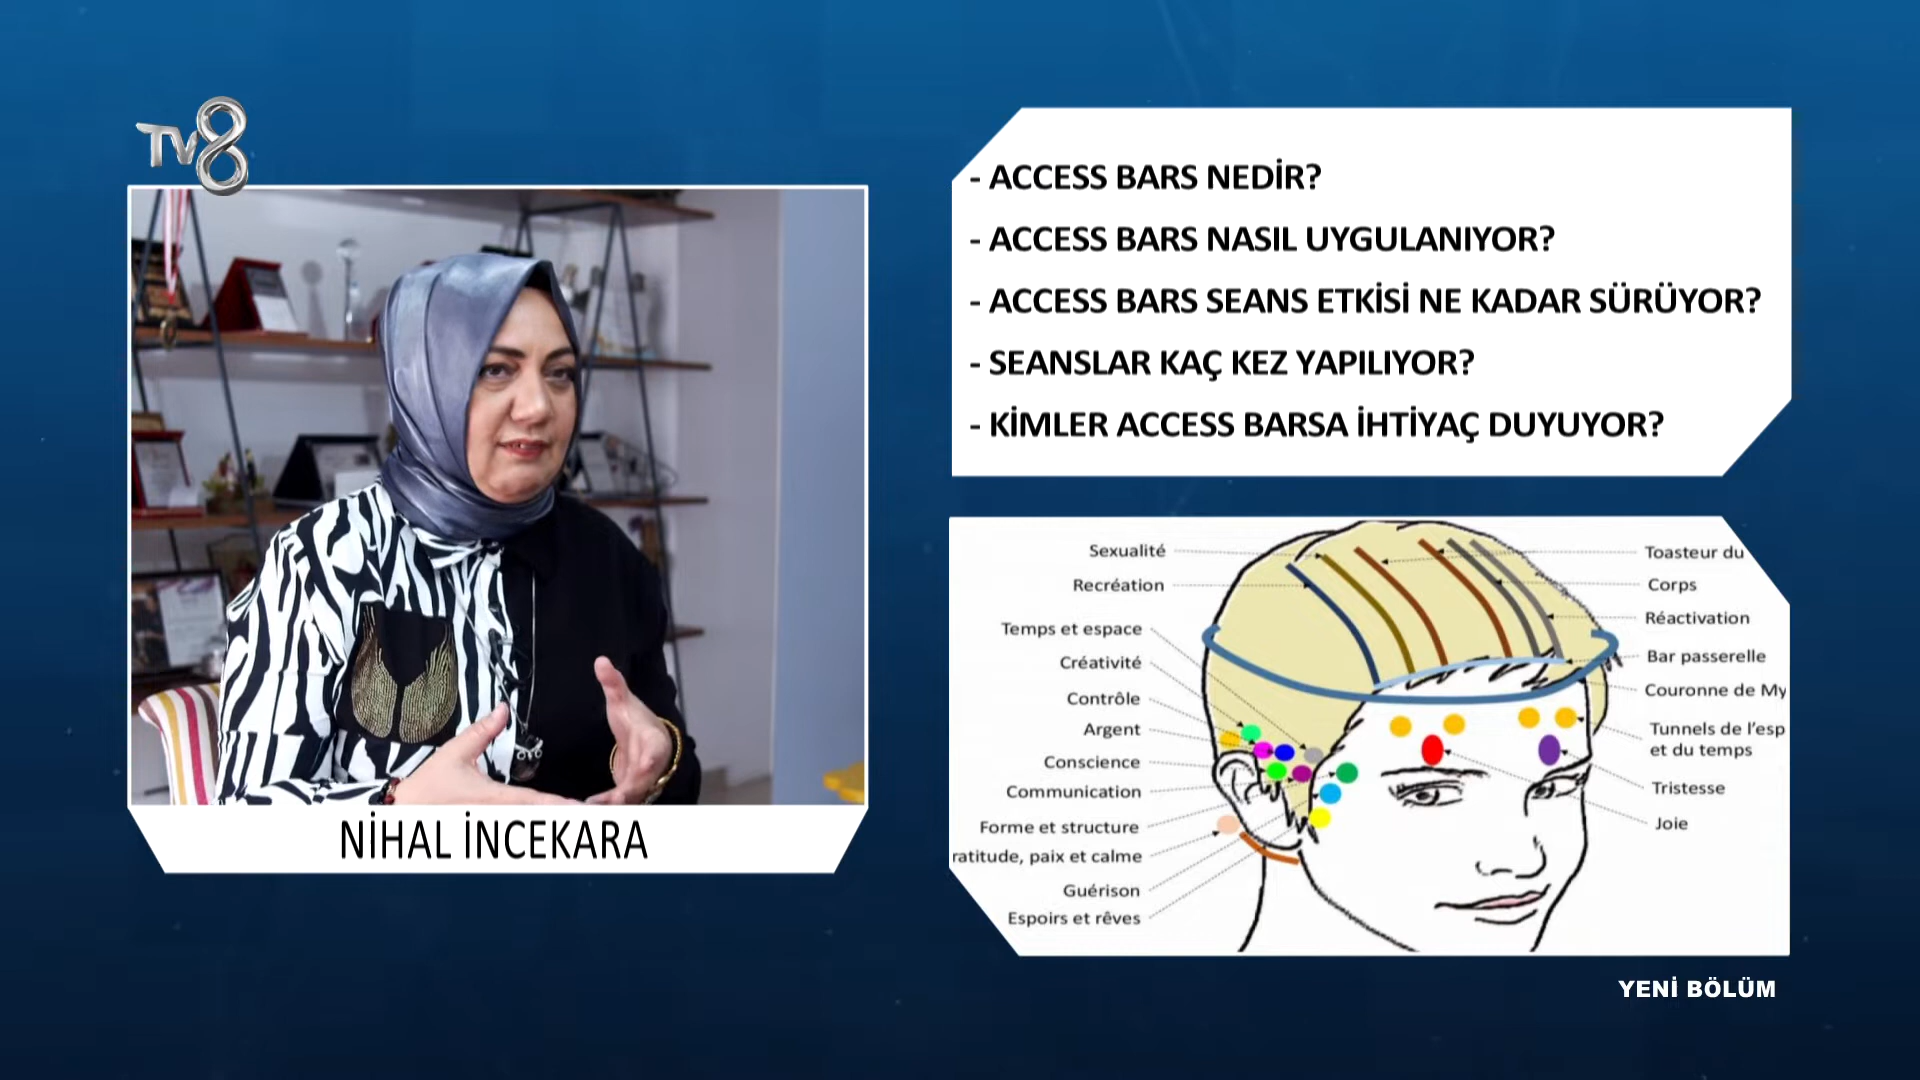 TV8
NİHAL İNCEKARA
- ACCESS BARS NEDİR?
- ACCESS BARS NASIL UYGULANIYOR?
- ACCESS BARS SEANS ETKİSİ NE KADAR SÜRÜYOR?
- SEANSLAR KAÇ KEZ YAPILIYOR?
- KİMLER ACCESS BARSA İHTİYAÇ DUYUYOR?
Sexualité
Recréation
Temps et espace
Créativité
Contrôle
Argent
Conscience
Communication
Forme et structure
ratitude, paix et calme
Guérison
Espoirs et rêves
Toasteur du
Corps
Réactivation
Bar passerelle
Couronne de My
Tunnels de l'esp
et du temps
Tristesse
Joie
YENİ BÖLÜM